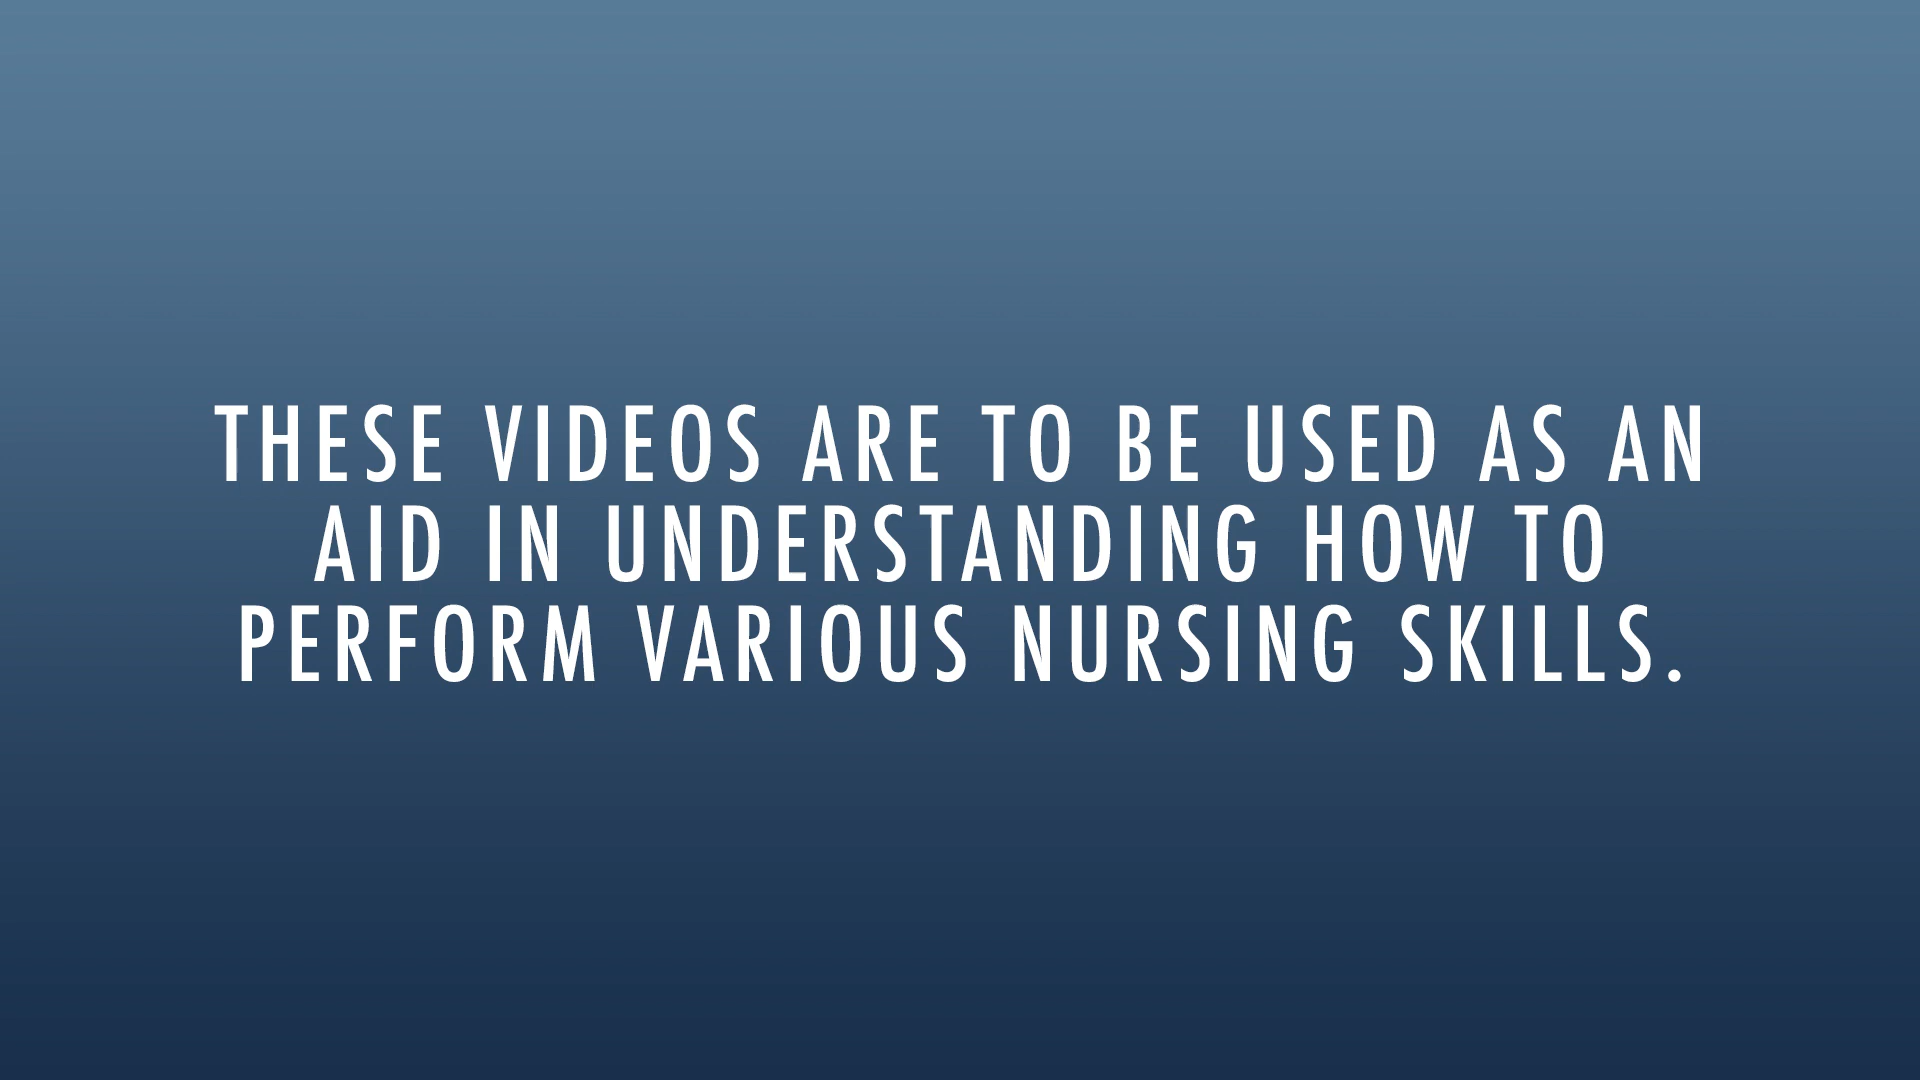 THESE VIDEOS ARE TO BE USED AS AN
AID IN UNDERSTANDING HOW TO
PERFORM VARIOUS NURSING SKILLS.